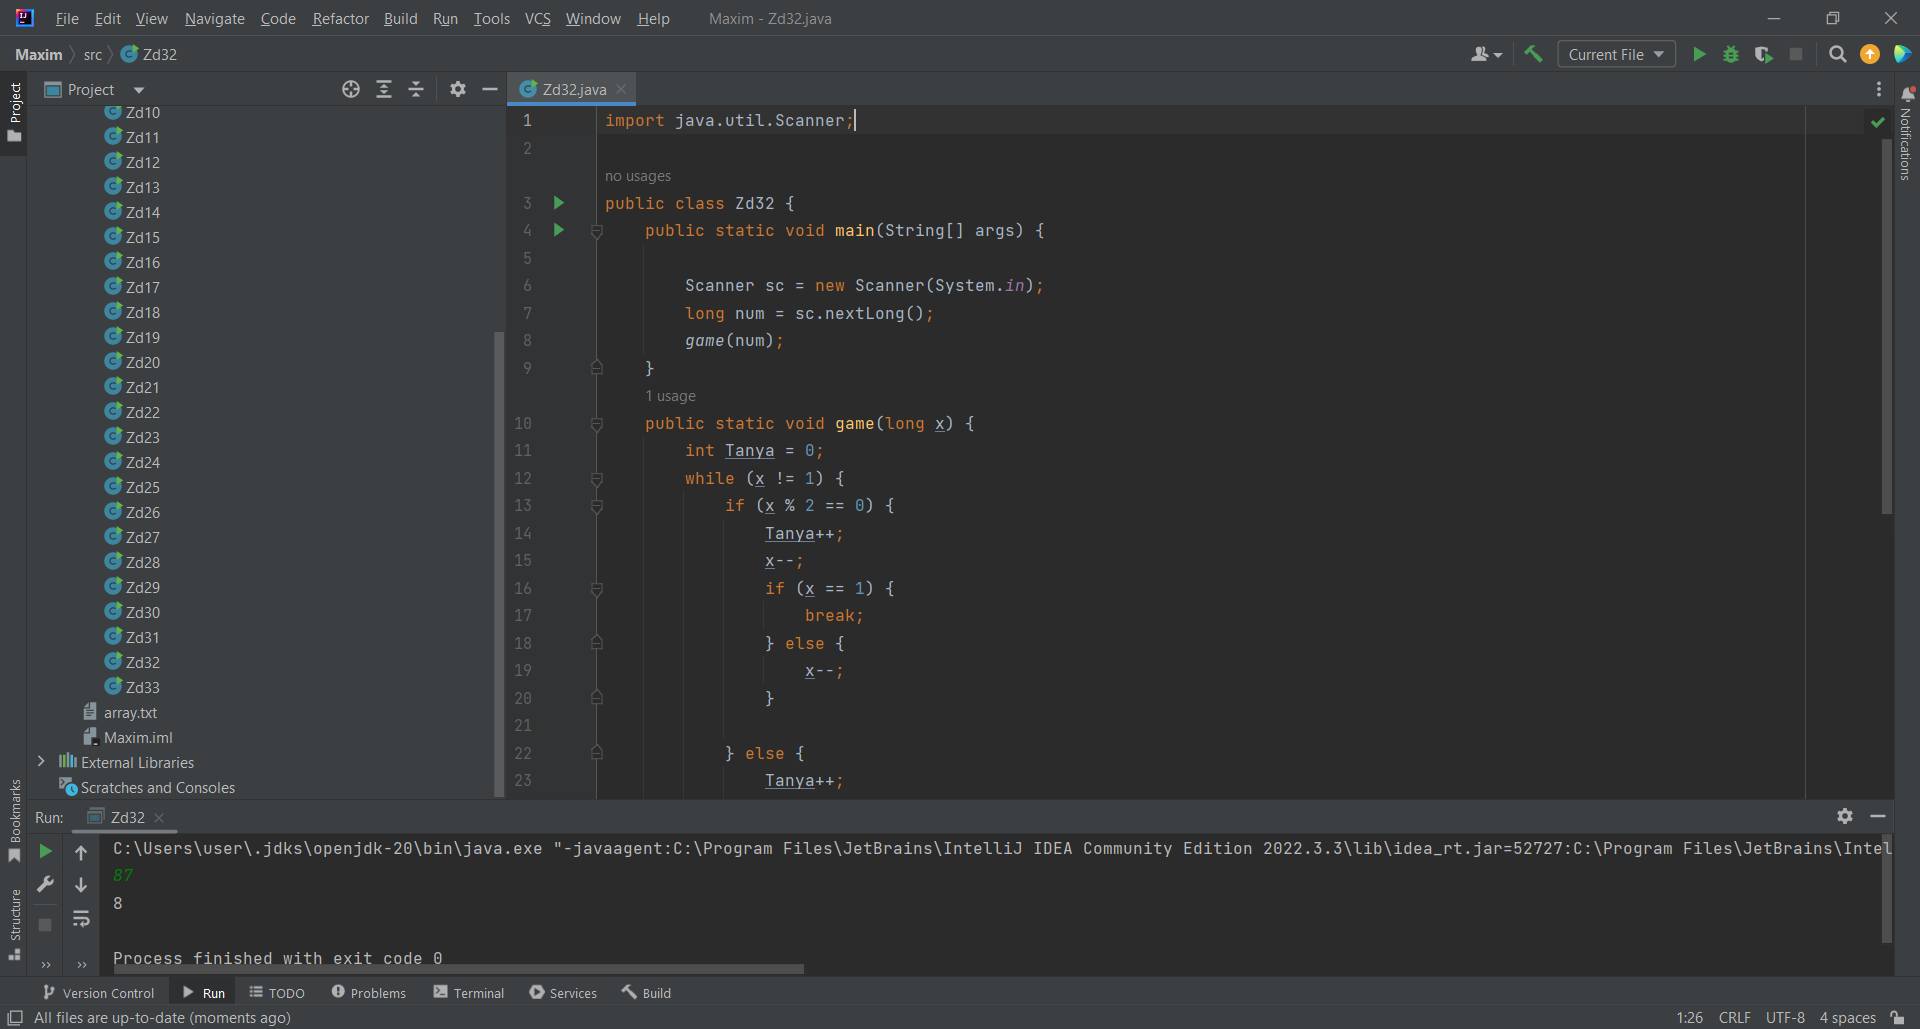 File Edit View Navigate Code Refactor Build Run Tools VCS Window Help Maxim - Zd32.java
Maxim src Zd32 Current File
Project
Project
Zd32.java
Notifications
Zd10
Zd11
Zd12
Zd13
Zd14
Zd15
Zd16
Zd17
Zd18
Zd19
Zd20
Zd21
Zd22
Zd23
Zd24
Zd25
Zd26
Zd27
Zd28
Zd29
Zd30
Zd31
Zd32
Zd33
array.txt
Maxim.iml
External Libraries
Scratches and Consoles
1 import java.util.Scanner;
2
no usages
3 public class Zd32 {
4 public static void main(String[] args) {
5
6 Scanner sc = new Scanner(System.in);
7 long num = sc.nextLong();
8 game(num);
9 }
1 usage
10 public static void game(long x) {
11 int Tanya = 0;
12 while (x != 1) {
13 if (x % 2 == 0) {
14 Tanya++;
15 x--;
16 if (x == 1) {
17 break;
18 } else {
19 x--;
20 }
21
22 } else {
23 Tanya++;
Bookmarks
Structure
Run: Zd32
C:\Users\user\.jdks\openjdk-20\bin\java.exe "-javaagent:C:\Program Files\JetBrains\IntelliJ IDEA Community Edition 2022.3.3\lib\idea_rt.jar=52727:C:\Program Files\JetBrains\Intel
87
8
Process finished with exit code 0
Version Control Run TODO Problems Terminal Services Build
All files are up-to-date (moments ago) 1:26 CRLF UTF-8 4 spaces